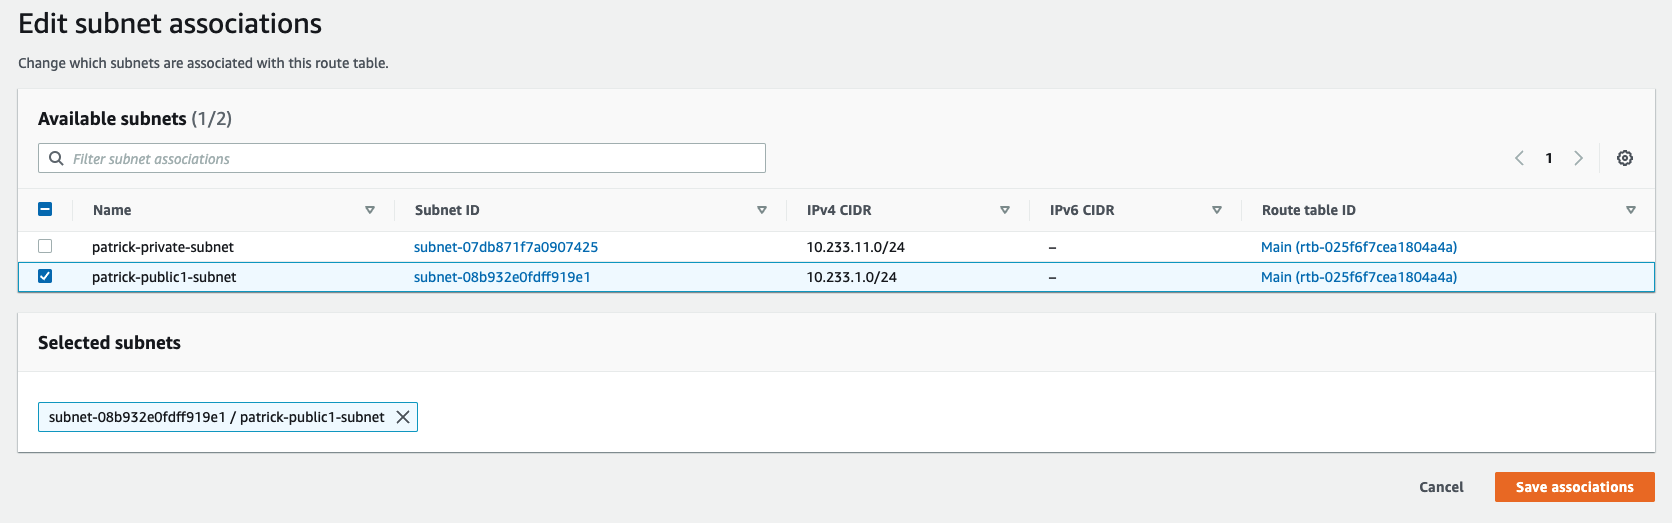 Edit subnet associations
Change which subnets are associated with this route table.
Available subnets (1/2)
Filter subnet associations
1
Name Subnet ID IPv4 CIDR IPv6 CIDR Route table ID
patrick-private-subnet subnet-07db871f7a0907425 10.233.11.0/24 – Main (rtb-025f6f7cea1804a4a)
patrick-public1-subnet subnet-08b932e0fdff919e1 10.233.1.0/24 – Main (rtb-025f6f7cea1804a4a)
Selected subnets
subnet-08b932e0fdff919e1 / patrick-public1-subnet
Cancel Save associations